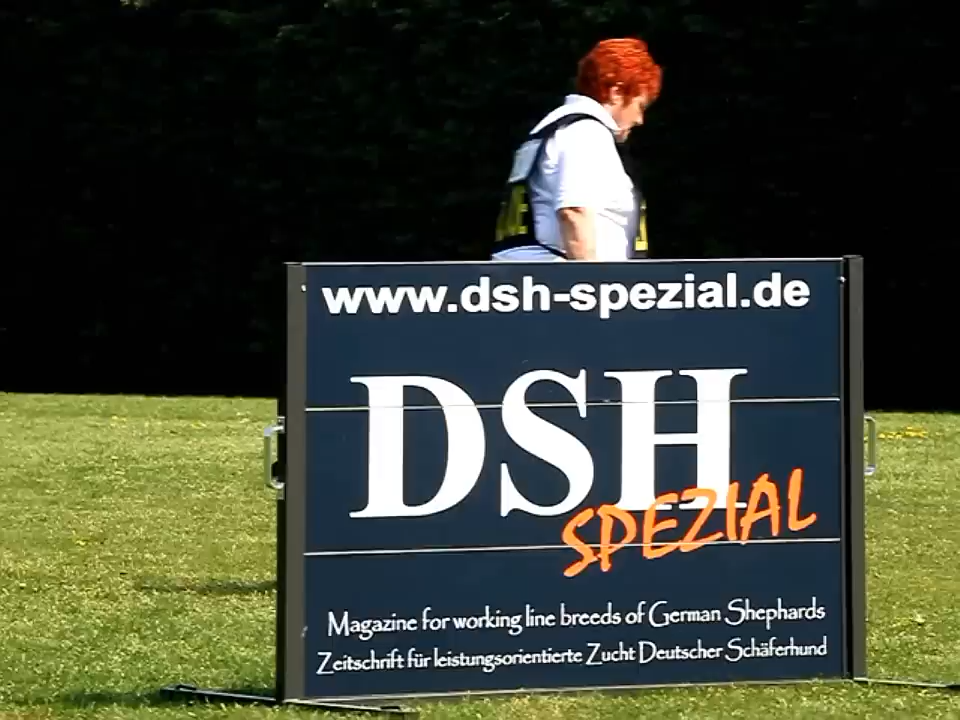 www.dsh-spezial.de
DSH
SPEZIAL
Magazine for working line breeds of German Shephards
Zeitschrift für leistungsorientierte Zucht Deutscher Schäferhund